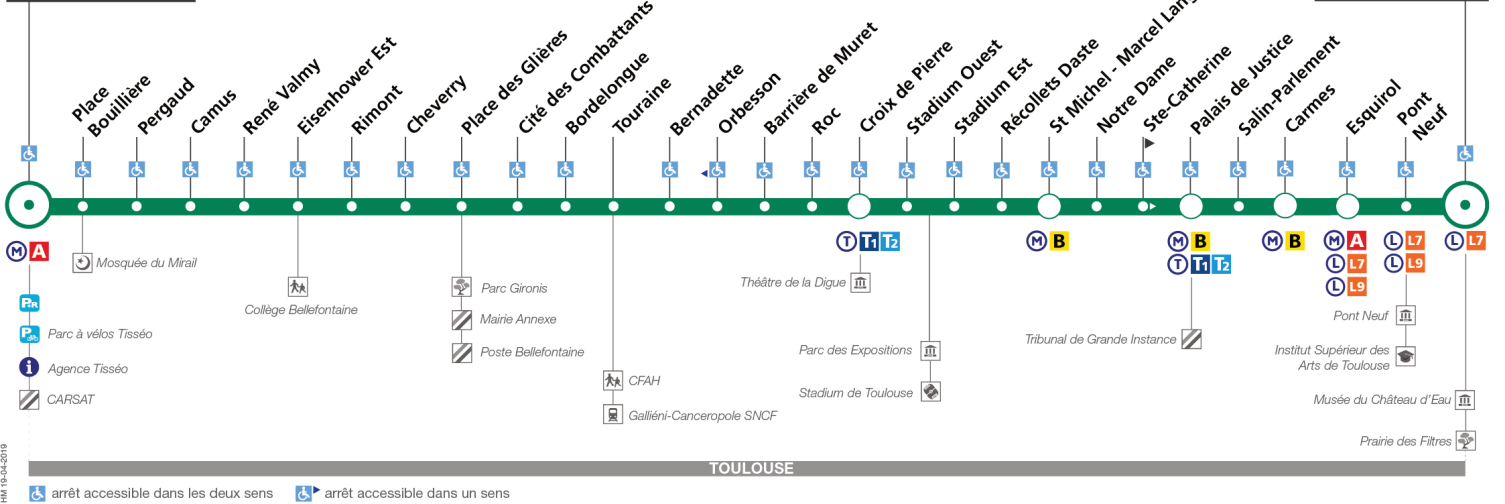 Place
Bouillière
Pergaud
Camus
René Valmy
Eisenhower Est
Rimont
Cheverry
Place des Glières
Cité des Combattants
Bordelongue
Touraine
Bernadette
Orbesson
Barrière de Muret
Roc
Croix de Pierre
Stadium Ouest
Stadium Est
Récollets Daste
St Michel - Marcel
Notre Dame
Ste-Catherine
Palais de Justice
Salin-Parlement
Carmes
Esquirol
Pont
Neuf
M A
T T1 T2
M B
M B
T T1 T2
M B
M A
L L7
L L9
L L7
L L9
L L7
Mosquée du Mirail
P+R
P
Parc à vélos Tisséo
i
Agence Tisséo
CARSAT
Collège Bellefontaine
Parc Gironis
Mairie Annexe
Poste Bellefontaine
CFAH
Galliéni-Canceropole SNCF
Théâtre de la Digue
Parc des Expositions
Stadium de Toulouse
Tribunal de Grande Instance
Pont Neuf
Institut Supérieur des
Arts de Toulouse
Musée du Château d'Eau
Prairie des Filtres
TOULOUSE
HM 19-04-2019
arrêt accessible dans les deux sens
arrêt accessible dans un sens